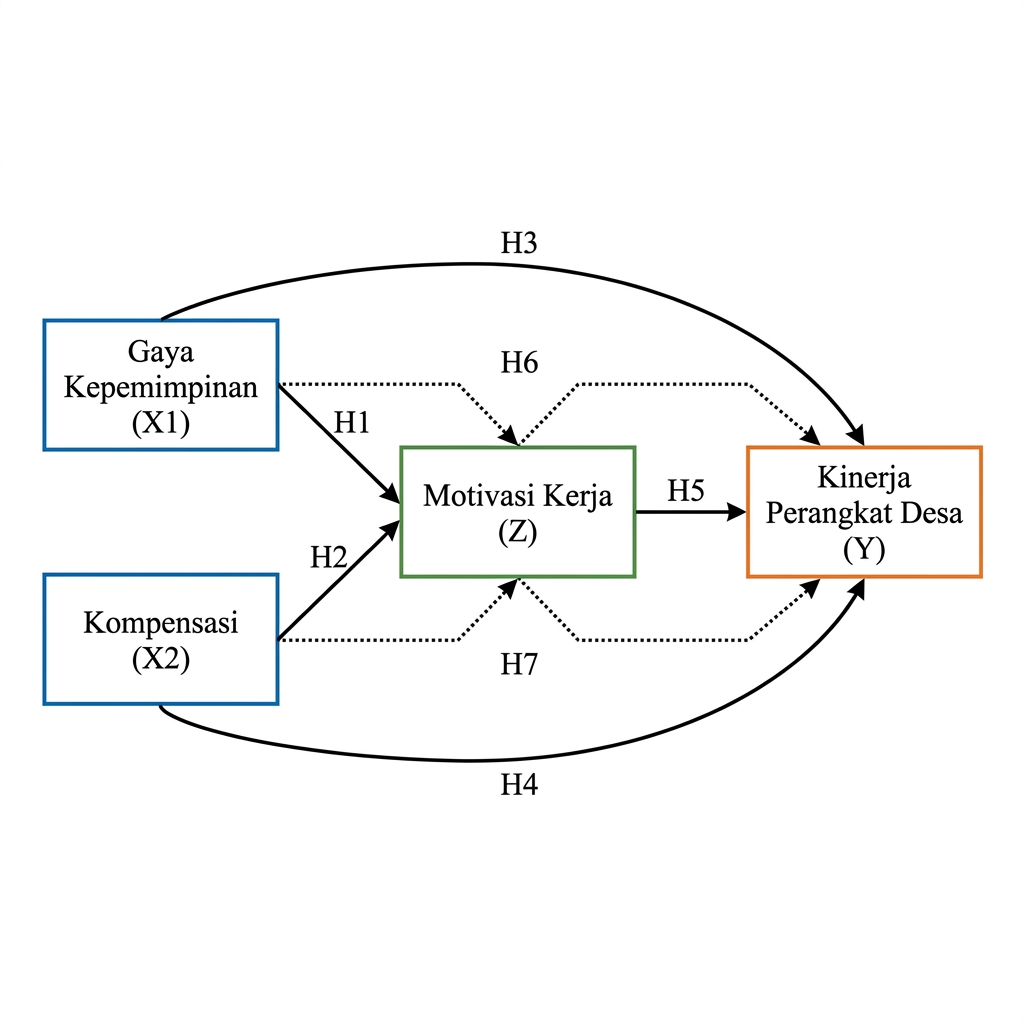 H3
Gaya
Kepemimpinan
(X1)
H6
H1
Motivasi Kerja
(Z)
H5
Kinerja
Perangkat Desa
(Y)
H2
Kompensasi
(X2)
H7
H4